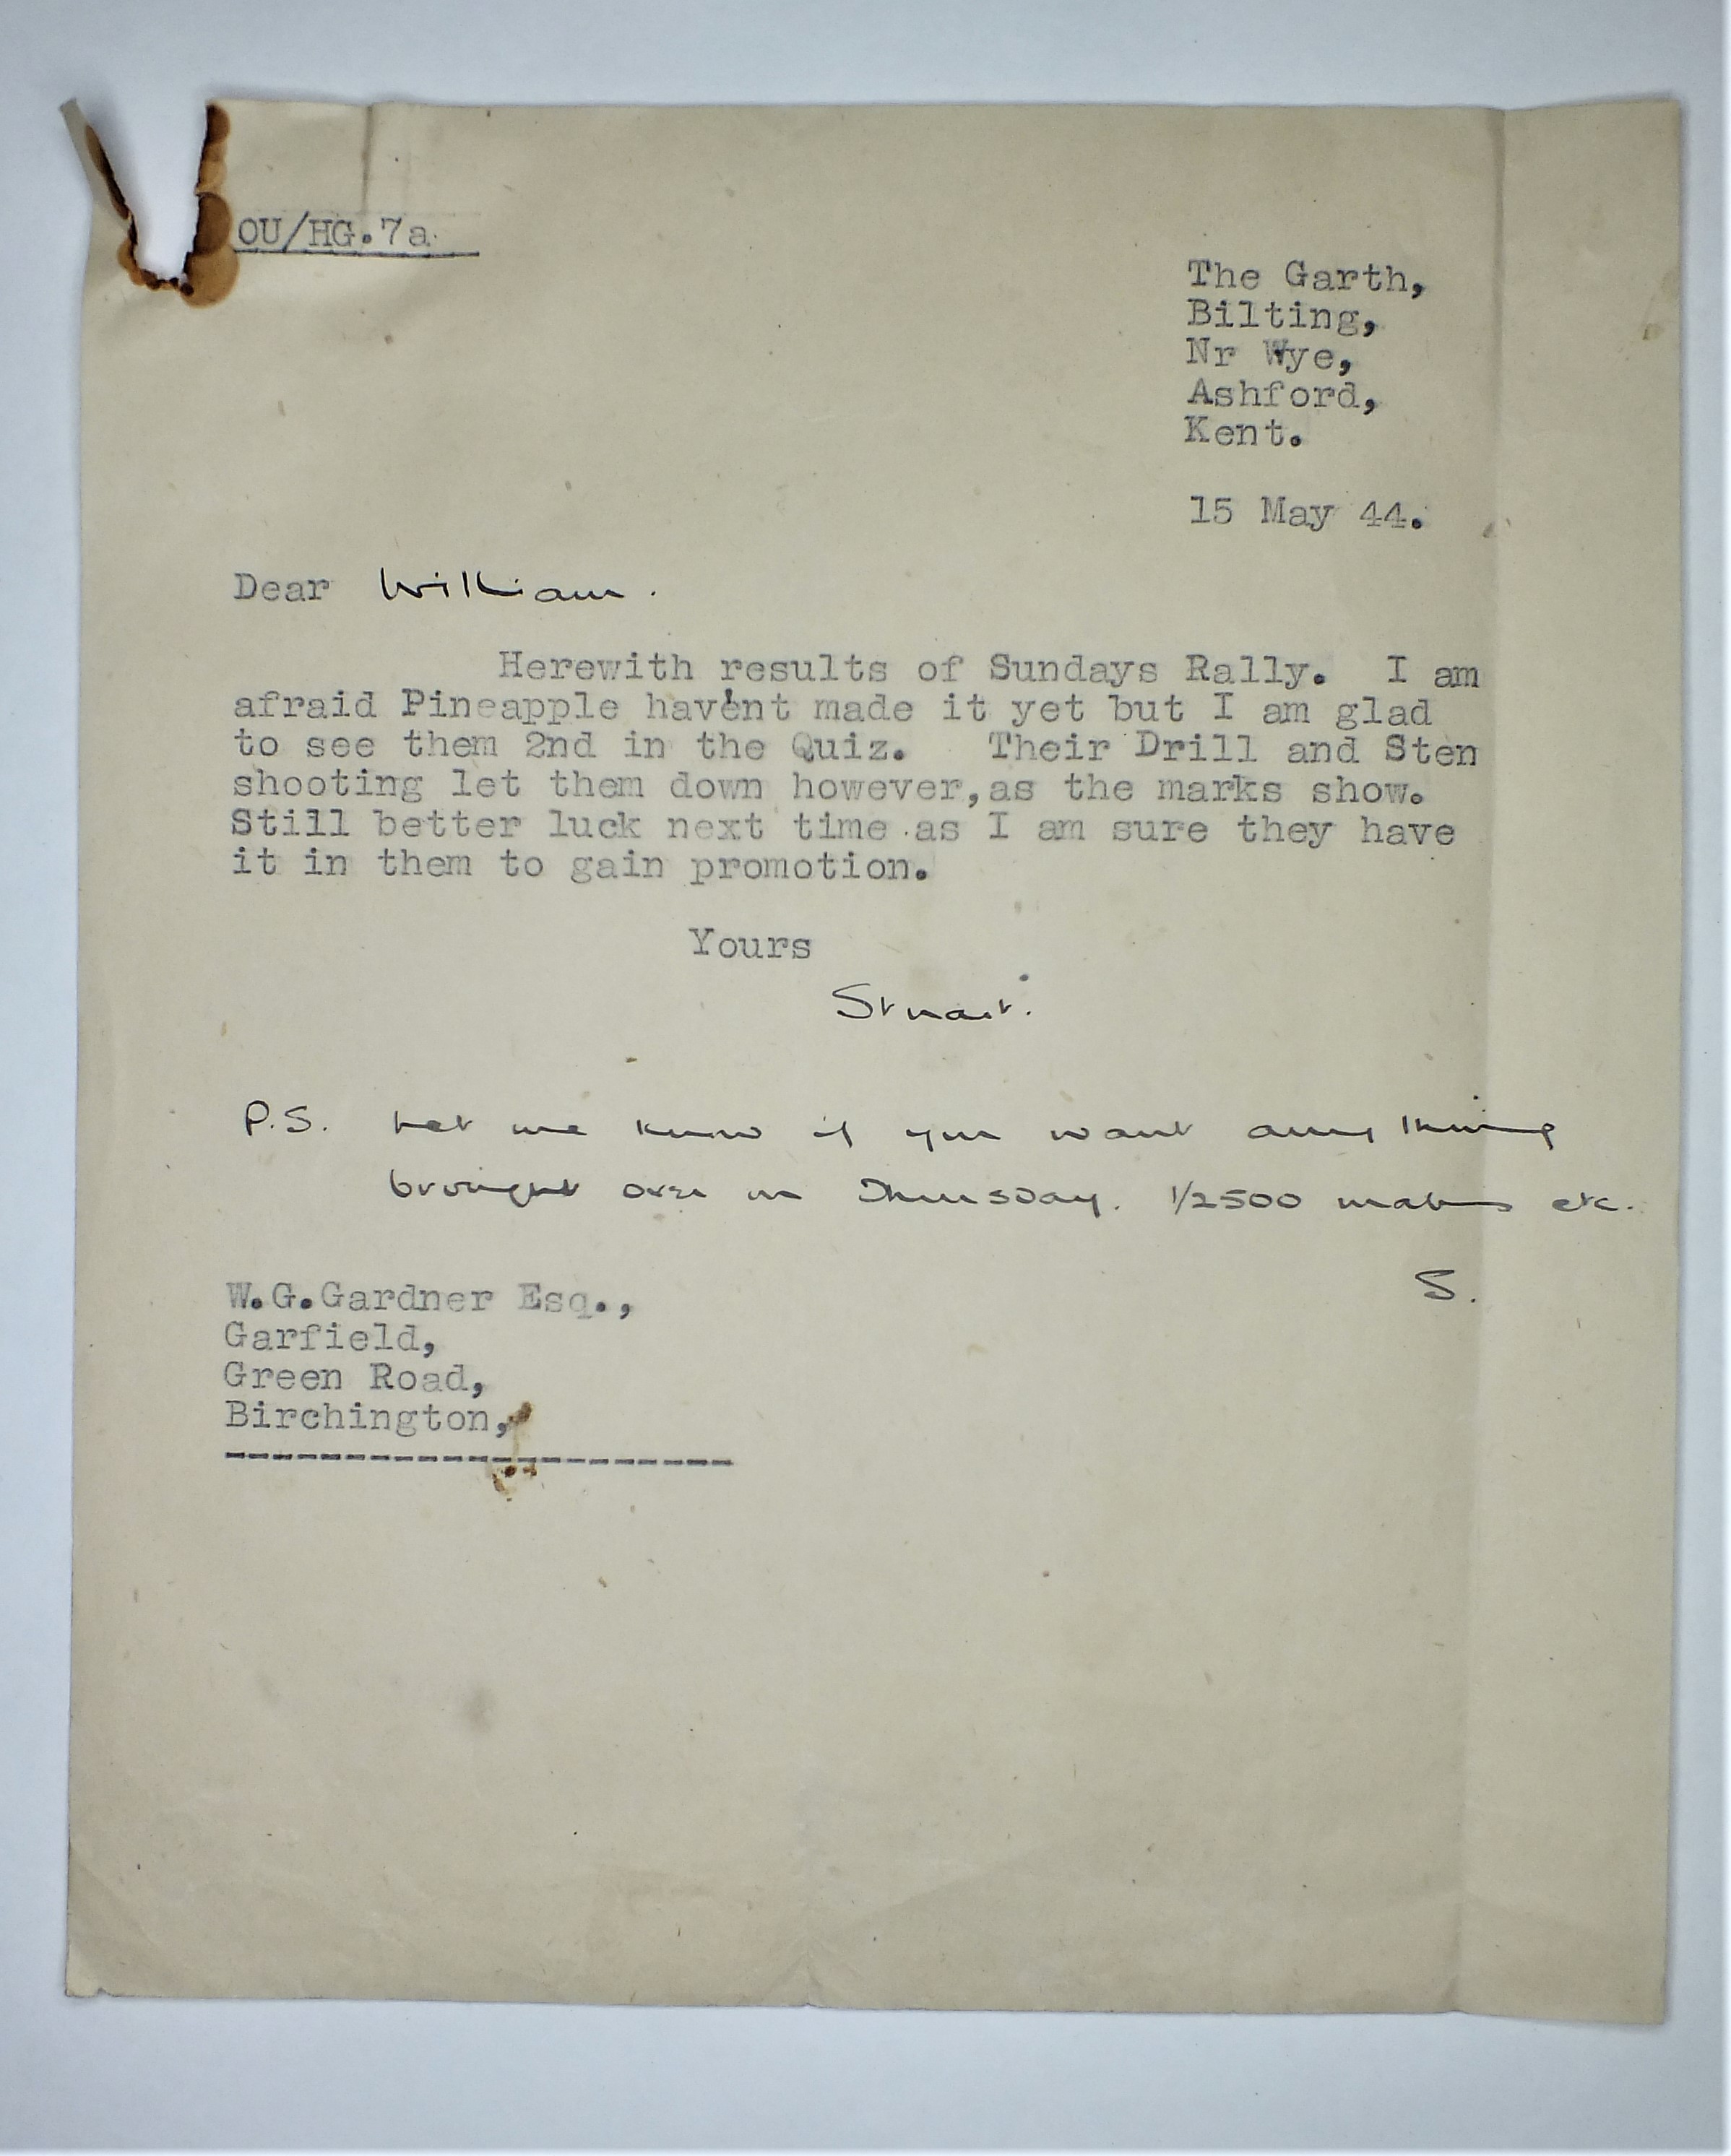 OU/HG.7a
The Garth,
Bilting,
Nr Wye,
Ashford,
Kent.
15 May 44.
Dear William.
Herewith results of Sundays Rally. I am
afraid Pineapple haven't made it yet but I am glad
to see them 2nd in the Quiz. Their Drill and Sten
shooting let them down however,as the marks show.
Still better luck next time as I am sure they have
it in them to gain promotion.
Yours
Stuart.
P.S. Let me know if you want anything
brought over on Thursday. 1/2500 maps etc.
S.
W.G.Gardner Esq.,
Garfield,
Green Road,
Birchington,